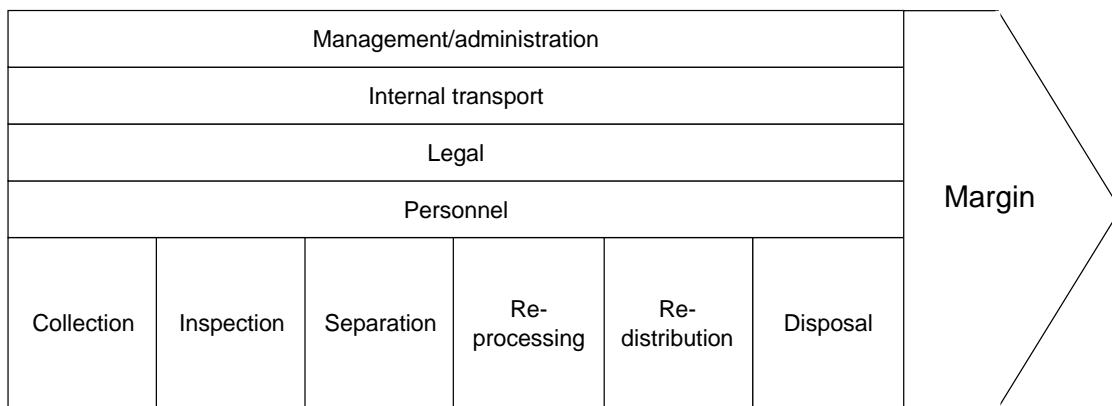 Management/administration
Internal transport
Legal
Personnel
Margin
Collection
Inspection
Separation
Re-
processing
Re-
distribution
Disposal